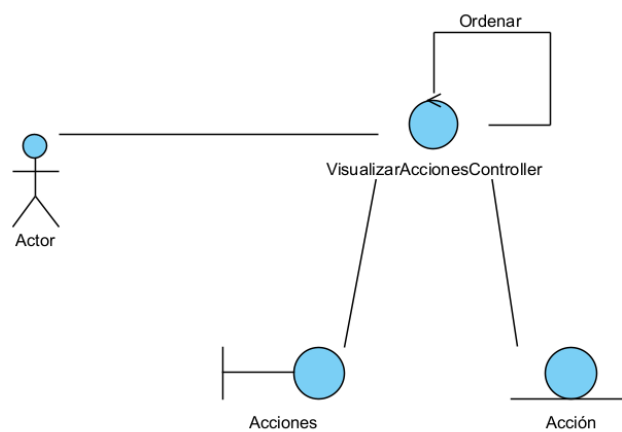 Ordenar
VisualizarAccionesController
Actor
Acciones
Acción